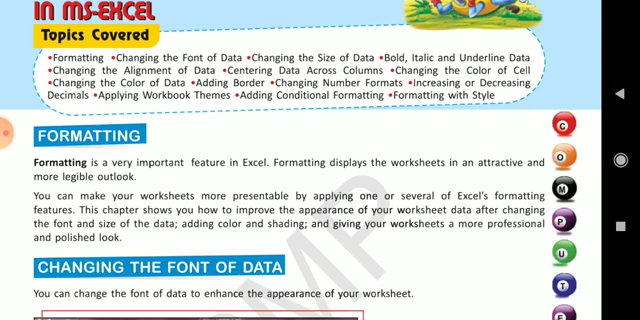 IN MS-EXCEL
Topics Covered
•Formatting •Changing the Font of Data •Changing the Size of Data •Bold, Italic and Underline Data
•Changing the Alignment of Data •Centering Data Across Columns •Changing the Color of Cell
•Changing the Color of Data •Adding Border •Changing Number Formats •Increasing or Decreasing
Decimals •Applying Workbook Themes •Adding Conditional Formatting •Formatting with Style
FORMATTING
Formatting is a very important feature in Excel. Formatting displays the worksheets in an attractive and
more legible outlook.
You can make your worksheets more presentable by applying one or several of Excel's formatting
features. This chapter shows you how to improve the appearance of your worksheet data after changing
the font and size of the data; adding color and shading; and giving your worksheets a more professional
and polished look.
CHANGING THE FONT OF DATA
You can change the font of data to enhance the appearance of your worksheet.
C
O
M
P
U
T
E